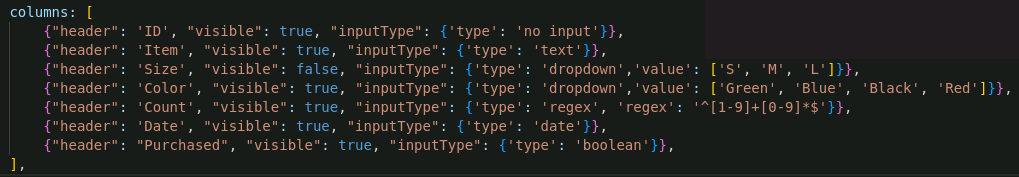 columns: [
{"header": 'ID', "visible": true, "inputType": {'type': 'no input'}},
{"header": 'Item', "visible": true, "inputType": {'type': 'text'}},
{"header": 'Size', "visible": false, "inputType": {'type': 'dropdown','value': ['S', 'M', 'L']}},
{"header": 'Color', "visible": true, "inputType": {'type': 'dropdown','value': ['Green', 'Blue', 'Black', 'Red']}},
{"header": 'Count', "visible": true, "inputType": {'type': 'regex', 'regex': '^[1-9]+[0-9]*$'}},
{"header": 'Date', "visible": true, "inputType": {'type': 'date'}},
{"header": "Purchased", "visible": true, "inputType": {'type': 'boolean'}},
],